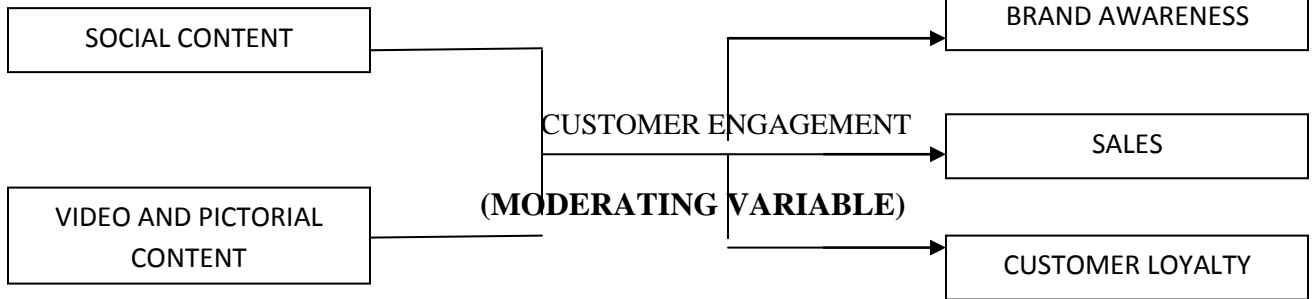 SOCIAL CONTENT
VIDEO AND PICTORIAL
CONTENT
CUSTOMER ENGAGEMENT
(MODERATING VARIABLE)
BRAND AWARENESS
SALES
CUSTOMER LOYALTY